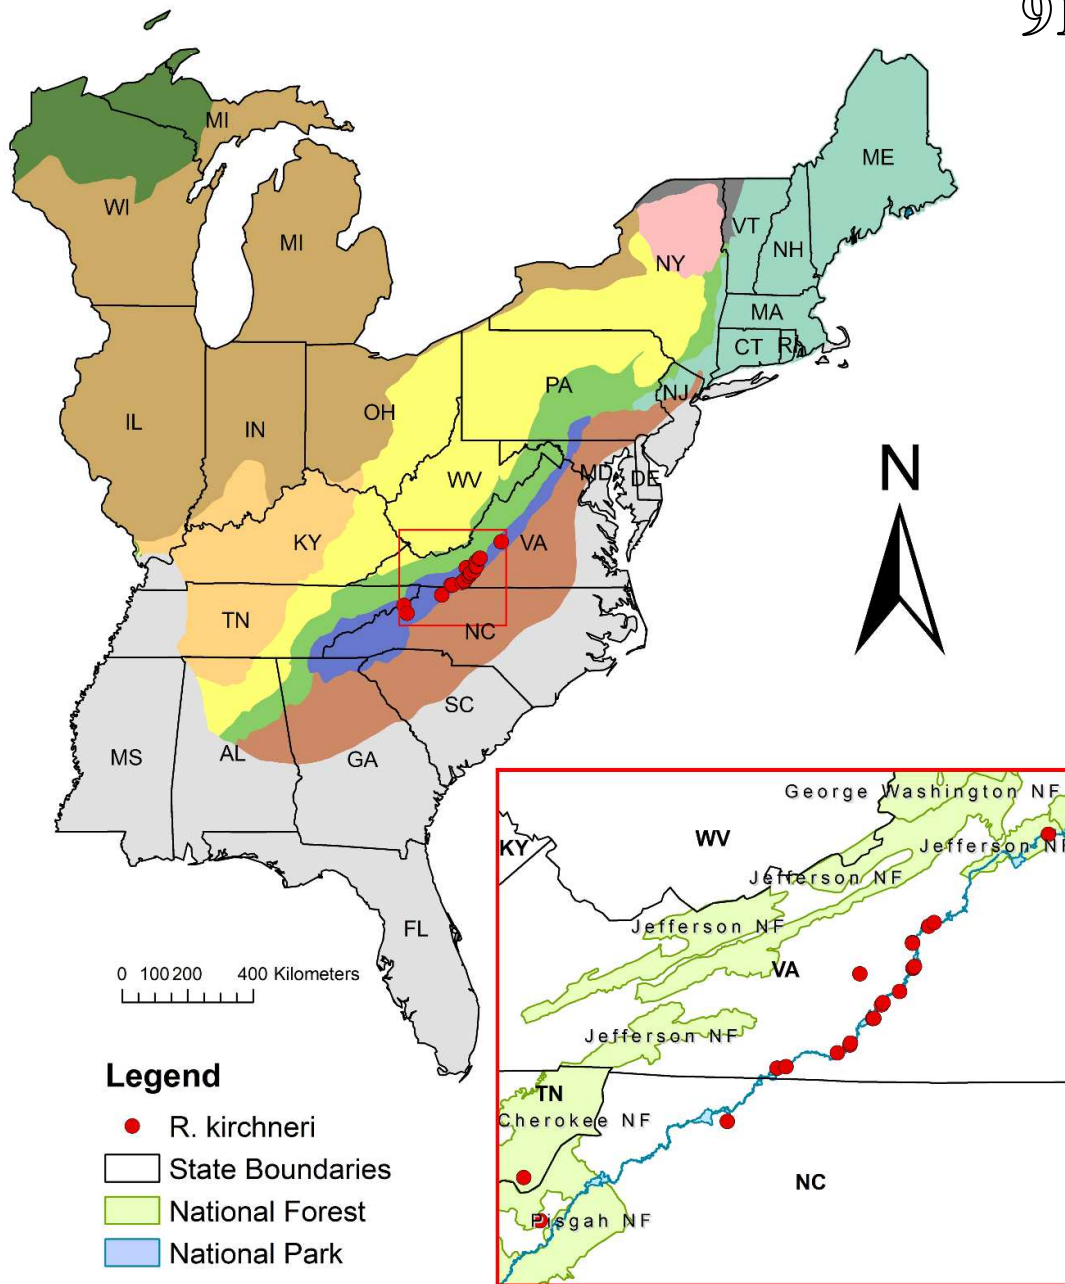 91
MI
ME
WI
MI
VT
NH
NY
MA
CT
RI
PA
NJ
OH
IL
IN
N
WV
MD
DE
KY
VA
TN
NC
SC
MS
AL
GA
FL
0 100 200 400 Kilometers
Legend
R. kirchneri
State Boundaries
National Forest
National Park
George Washington NF
KY
WV
Jefferson NF
Jefferson NF
Jefferson NF
VA
Jefferson NF
TN
Cherokee NF
NC
Pisgah NF